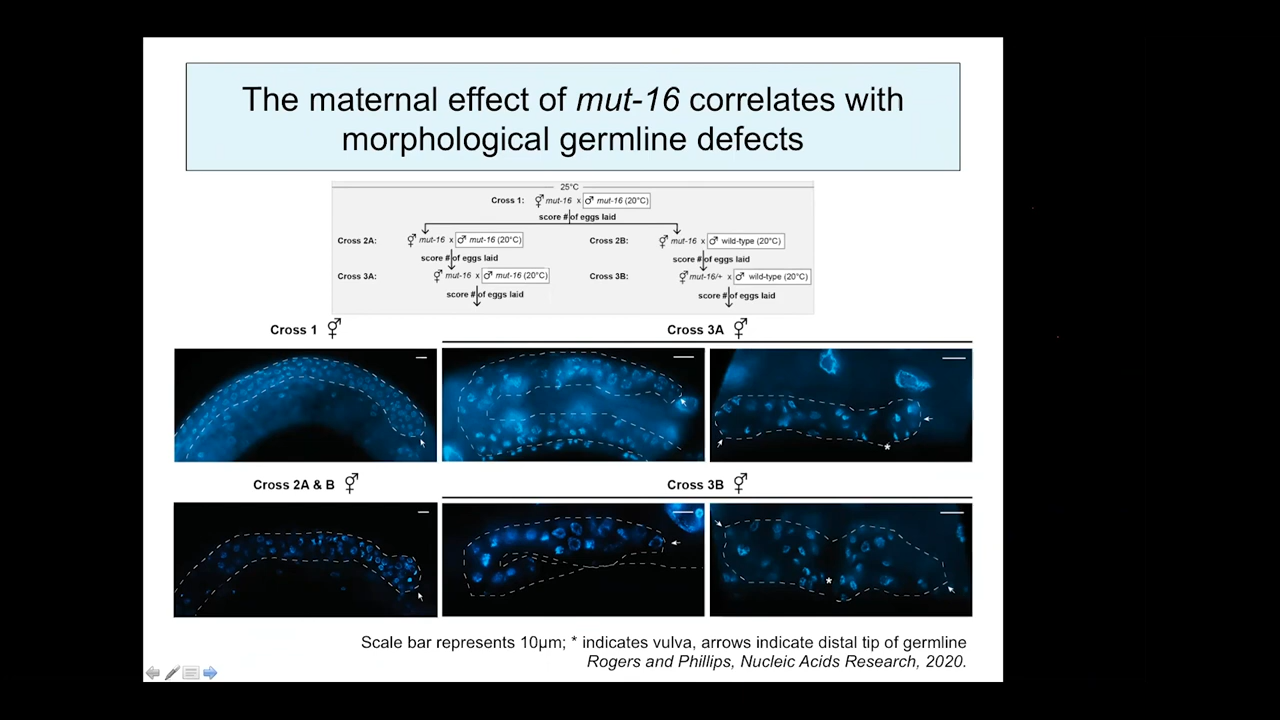 The maternal effect of mut-16 correlates with
morphological germline defects
25°C
Cross 1: ⚥ mut-16 x ♂ mut-16 (20°C)
score # of eggs laid
Cross 2A: ⚥ mut-16 x ♂ mut-16 (20°C) Cross 2B: ⚥ mut-16 x ♂ wild-type (20°C)
score # of eggs laid score # of eggs laid
Cross 3A: ⚥ mut-16 x ♂ mut-16 (20°C) Cross 3B: ⚥ mut-16/+ x ♂ wild-type (20°C)
score # of eggs laid score # of eggs laid
Cross 1 ⚥ Cross 3A ⚥
*
Cross 2A & B ⚥ Cross 3B ⚥
*
Scale bar represents 10μm; * indicates vulva, arrows indicate distal tip of germline
Rogers and Phillips, Nucleic Acids Research, 2020.